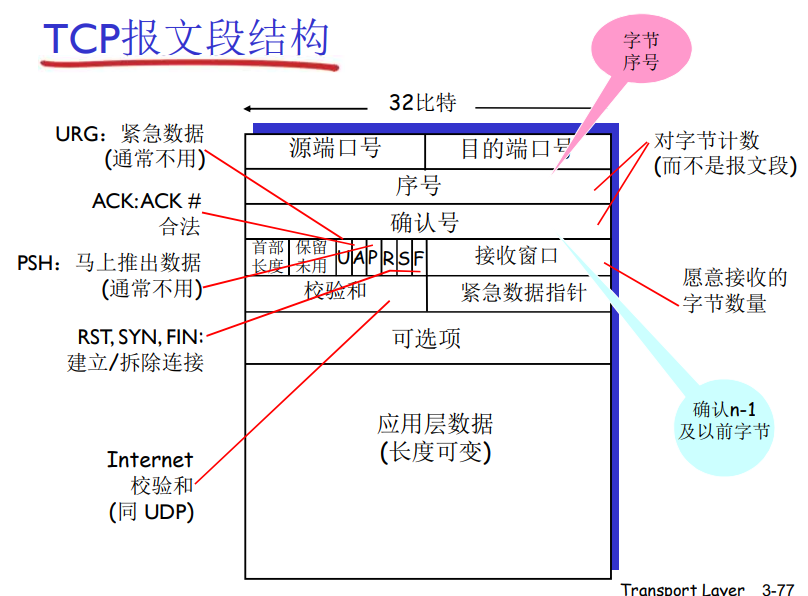 TCP报文段结构
字节
序号
32比特
URG：紧急数据
(通常不用)
源端口号
目的端口号
对字节计数
(而不是报文段)
序号
ACK:ACK #
合法
确认号
PSH：马上推出数据
(通常不用)
首部
长度
保留
未用
U A P R S F
接收窗口
愿意接收的
字节数量
校验和
紧急数据指针
RST, SYN, FIN:
建立/拆除连接
可选项
确认n-1
及以前字节
应用层数据
(长度可变)
Internet
校验和
(同 UDP)
Transport Layer 3-77